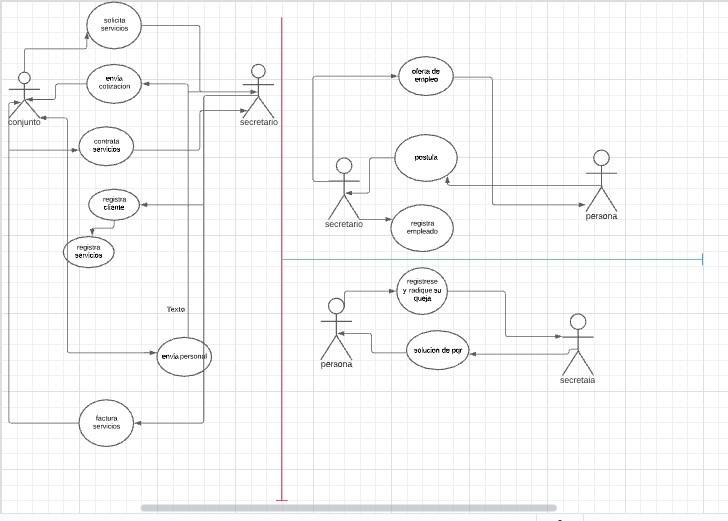 solicita
servicios
envia
cotizacion
conjunto
secretario
contrata
servicios
registra
cliente
registra
servicios
Texto
envia personal
factura
servicios
oferta de
empleo
postula
secretario
persona
registra
empleado
registrese
y radique su
queja
persona
solucion de pqr
secretaia